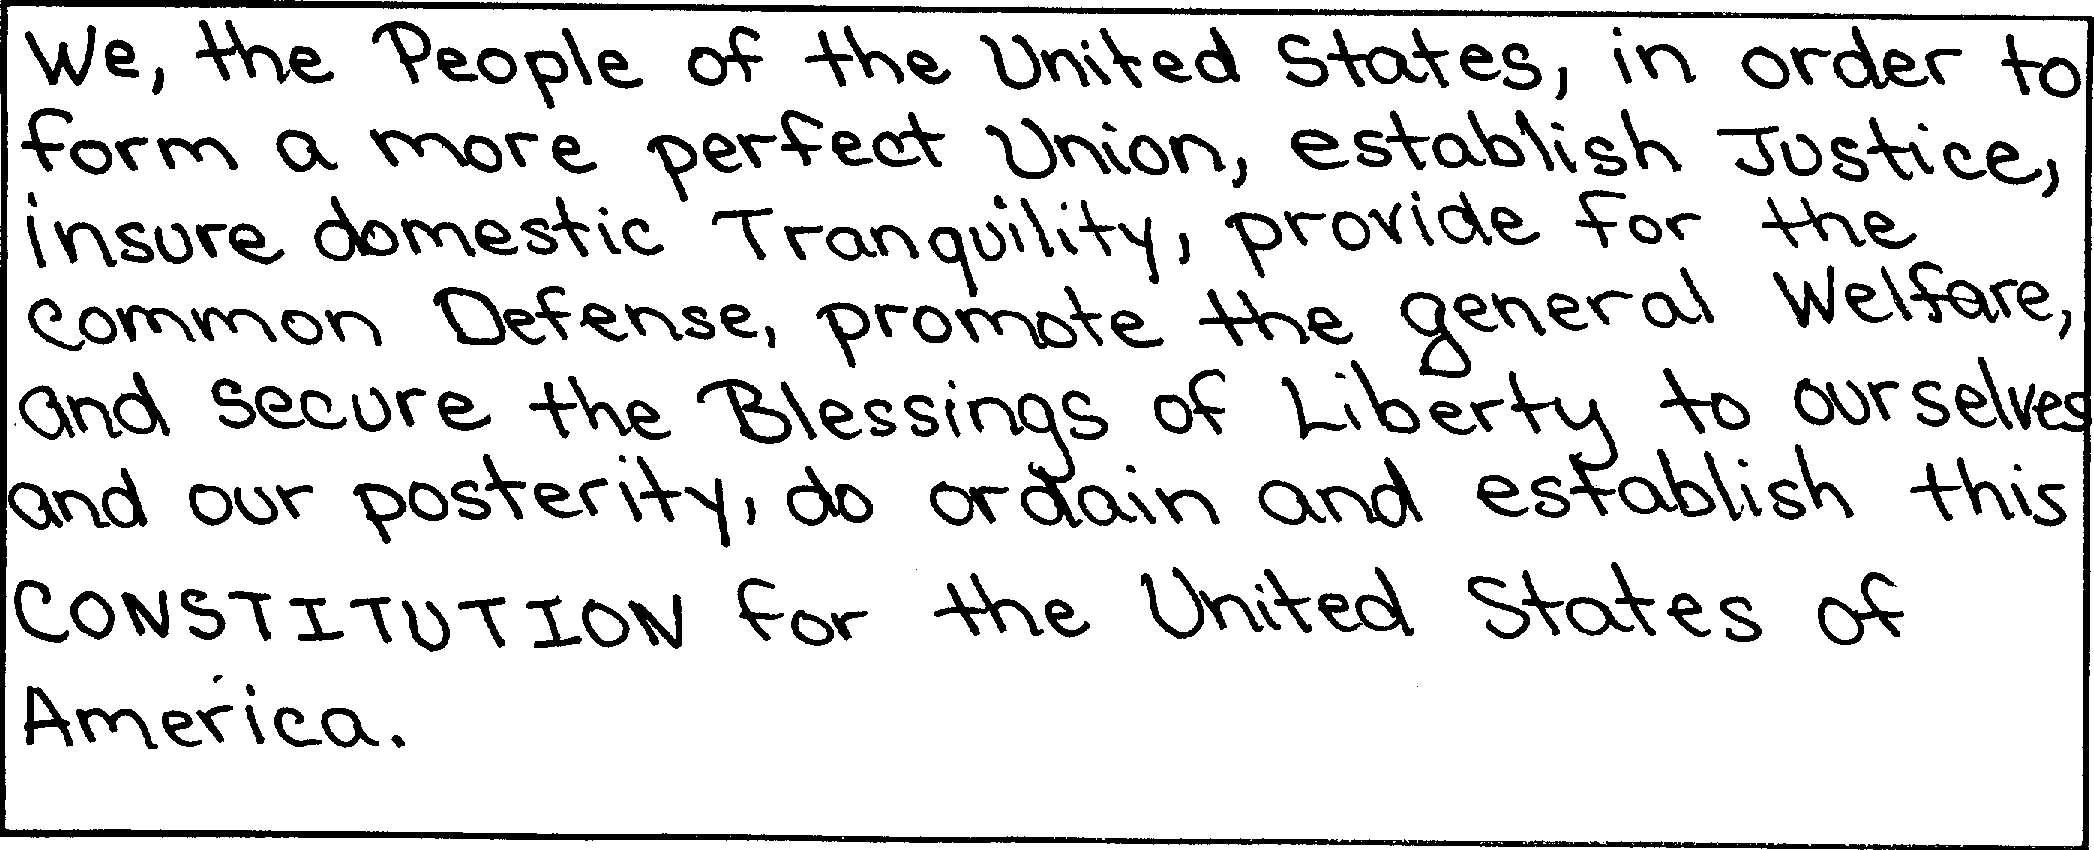 We, the People of the United States, in order to
form a more perfect Union, establish Justice,
insure domestic Tranquility, provide for the
common Defense, promote the general Welfare,
and secure the Blessings of Liberty to ourselves
and our posterity, do ordain and establish this
CONSTITUTION for the United States of
America.